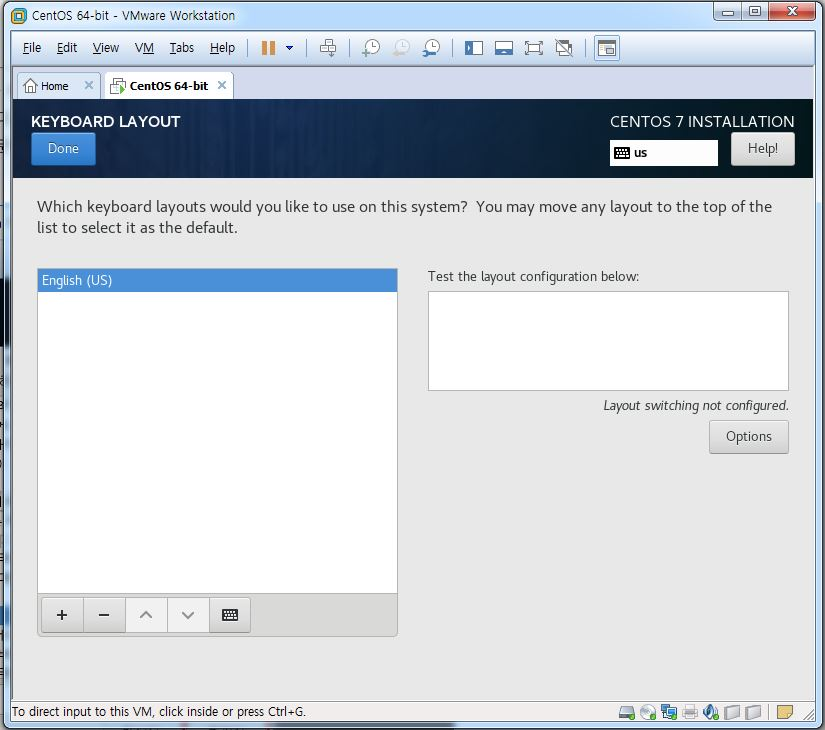 CentOS 64-bit - VMware Workstation
File Edit View VM Tabs Help
Home CentOS 64-bit
KEYBOARD LAYOUT
CENTOS 7 INSTALLATION
Done
us
Help!
Which keyboard layouts would you like to use on this system? You may move any layout to the top of the
list to select it as the default.
English (US)
Test the layout configuration below:
Layout switching not configured.
Options
To direct input to this VM, click inside or press Ctrl+G.